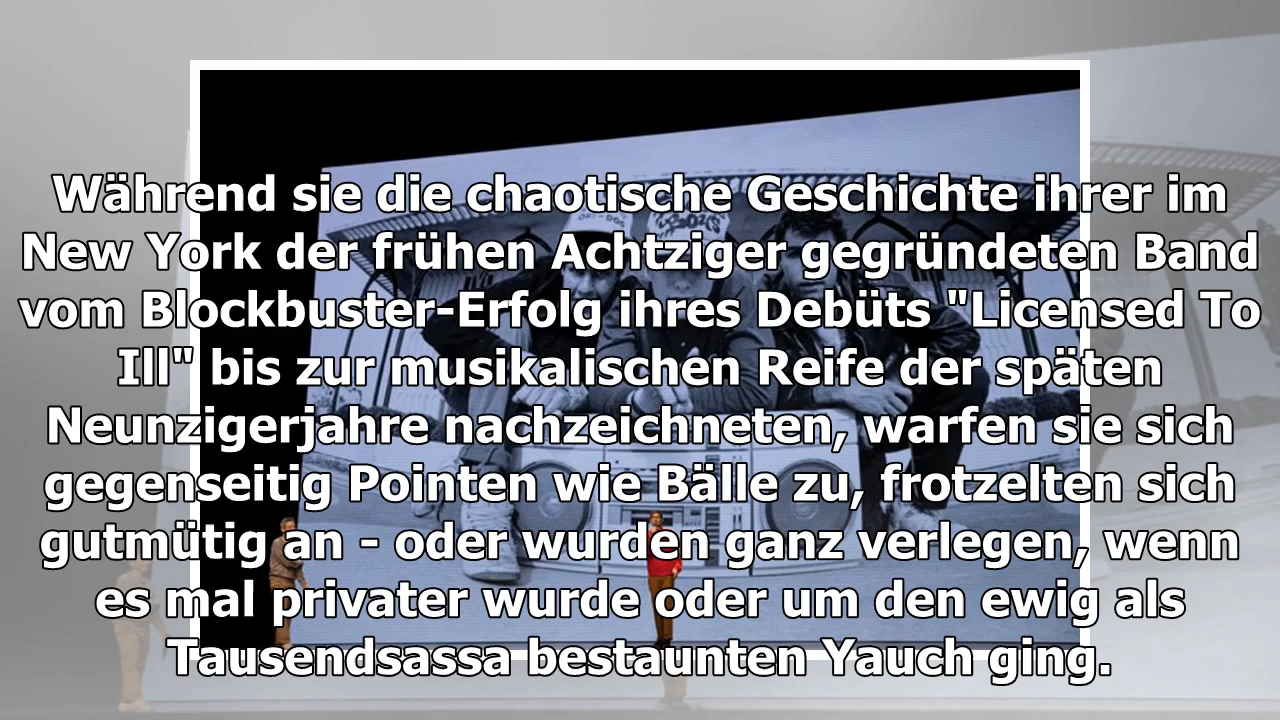 Während sie die chaotische Geschichte ihrer im
New York der frühen Achtziger gegründeten Band
vom Blockbuster-Erfolg ihres Debüts "Licensed To
Ill" bis zur musikalischen Reife der späten
Neunzigerjahre nachzeichneten, warfen sie sich
gegenseitig Pointen wie Bälle zu, frotzelten sich
gutmütig an - oder wurden ganz verlegen, wenn
es mal privater wurde oder um den ewig als
Tausendsassa bestaunten Yauch ging.